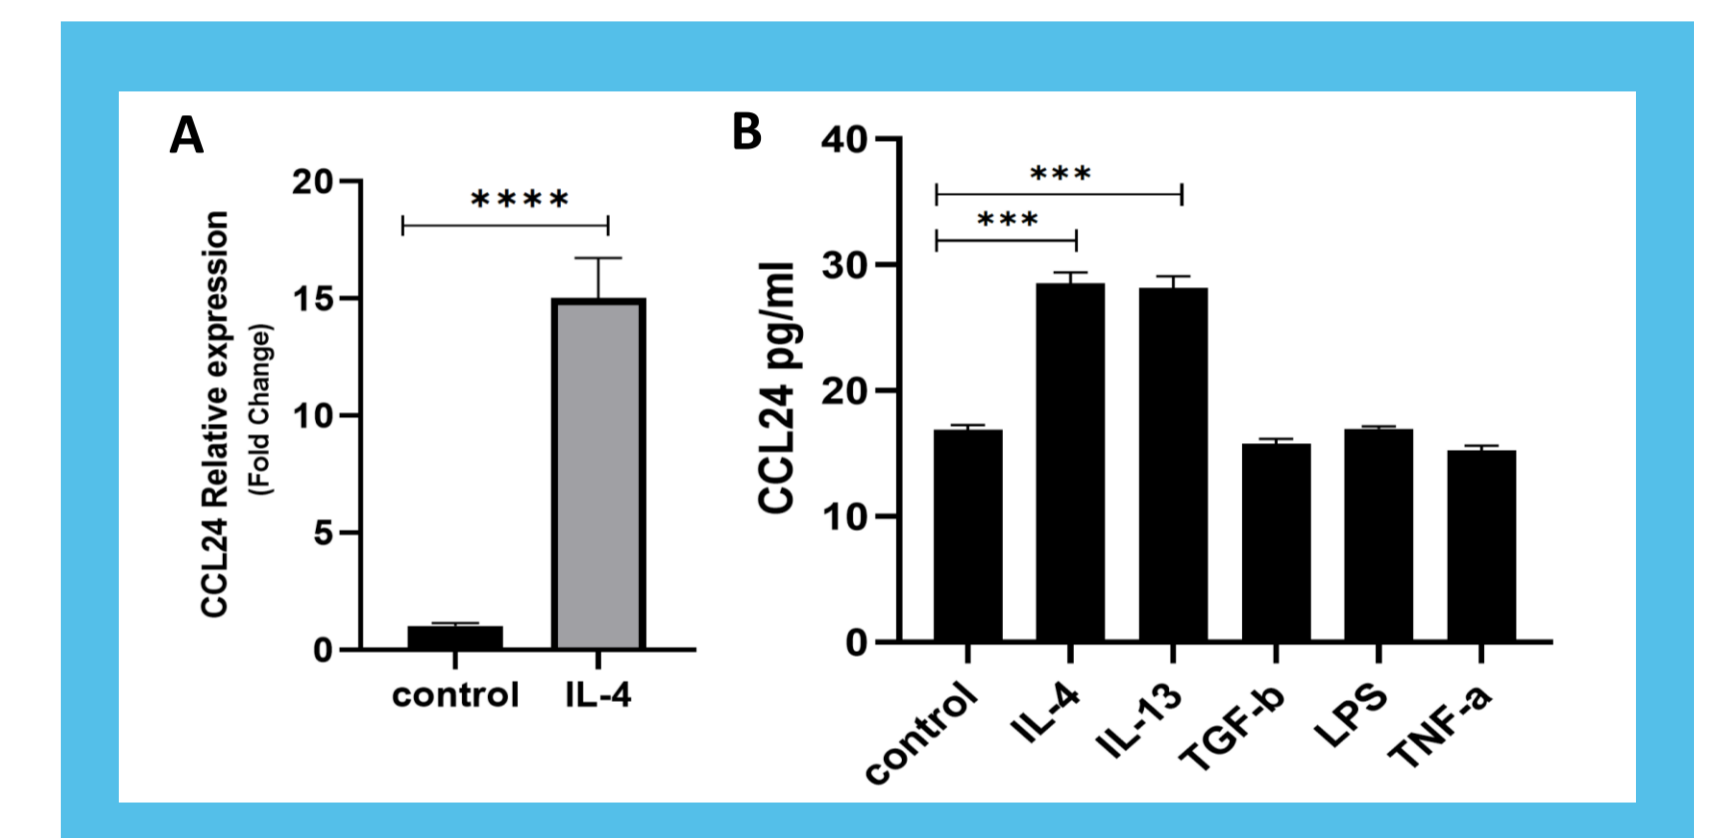 A
CCL24 Relative expression
(Fold Change)
20
15
10
5
0
****
control IL-4
B
CCL24 pg/ml
40
30
20
10
0
***
***
control IL-4 IL-13 TGF-b LPS TNF-a